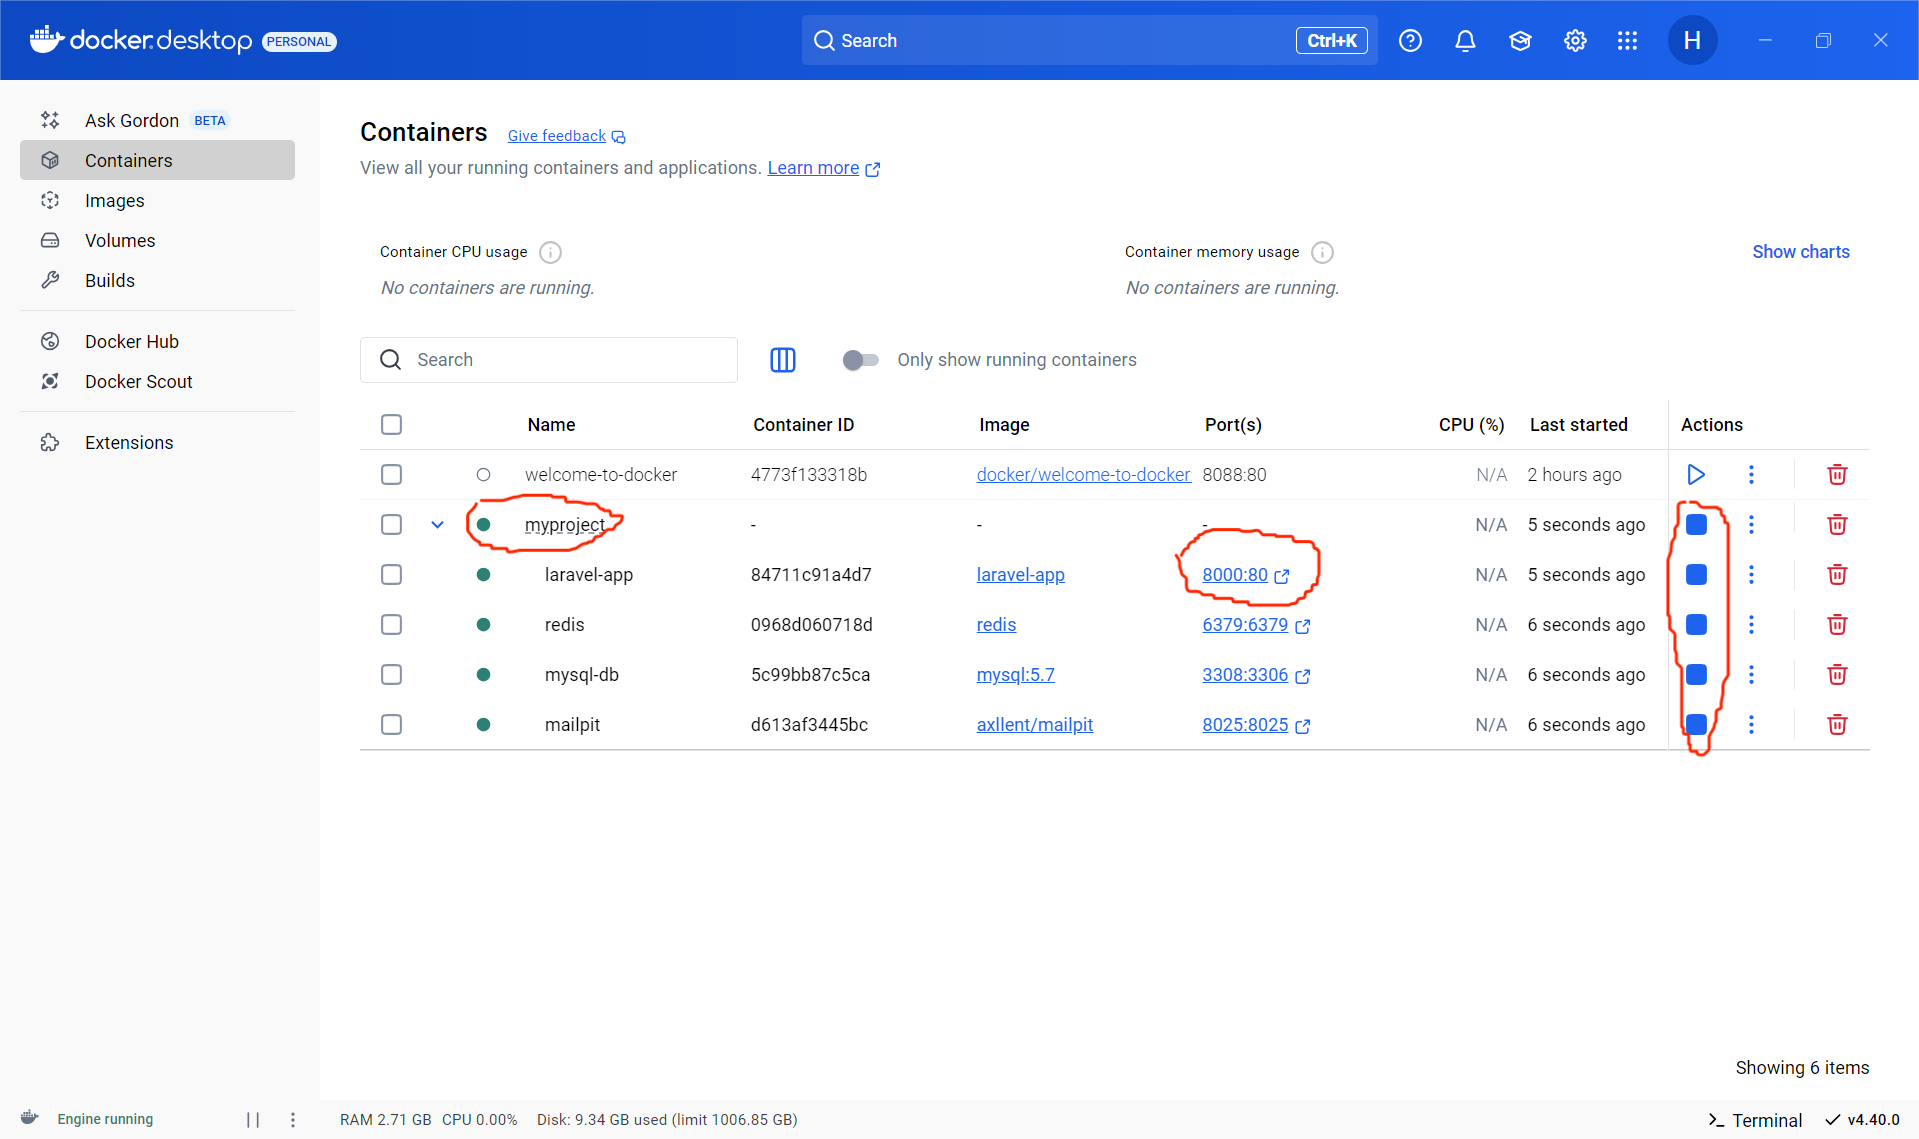 docker.desktop PERSONAL
Search Ctrl+K
H
Ask Gordon BETA
Containers
Images
Volumes
Builds
Docker Hub
Docker Scout
Extensions
Containers Give feedback
View all your running containers and applications. Learn more
Container CPU usage
No containers are running.
Container memory usage
No containers are running.
Show charts
Search
Only show running containers
Name Container ID Image Port(s) CPU (%) Last started Actions
welcome-to-docker 4773f133318b docker/welcome-to-docker 8088:80 N/A 2 hours ago
myproject - - - N/A 5 seconds ago
laravel-app 84711c91a4d7 laravel-app 8000:80 N/A 5 seconds ago
redis 0968d060718d redis 6379:6379 N/A 6 seconds ago
mysql-db 5c99bb87c5ca mysql:5.7 3308:3306 N/A 6 seconds ago
mailpit d613af3445bc axllent/mailpit 8025:8025 N/A 6 seconds ago
Showing 6 items
Engine running
RAM 2.71 GB CPU 0.00% Disk: 9.34 GB used (limit 1006.85 GB)
Terminal v4.40.0